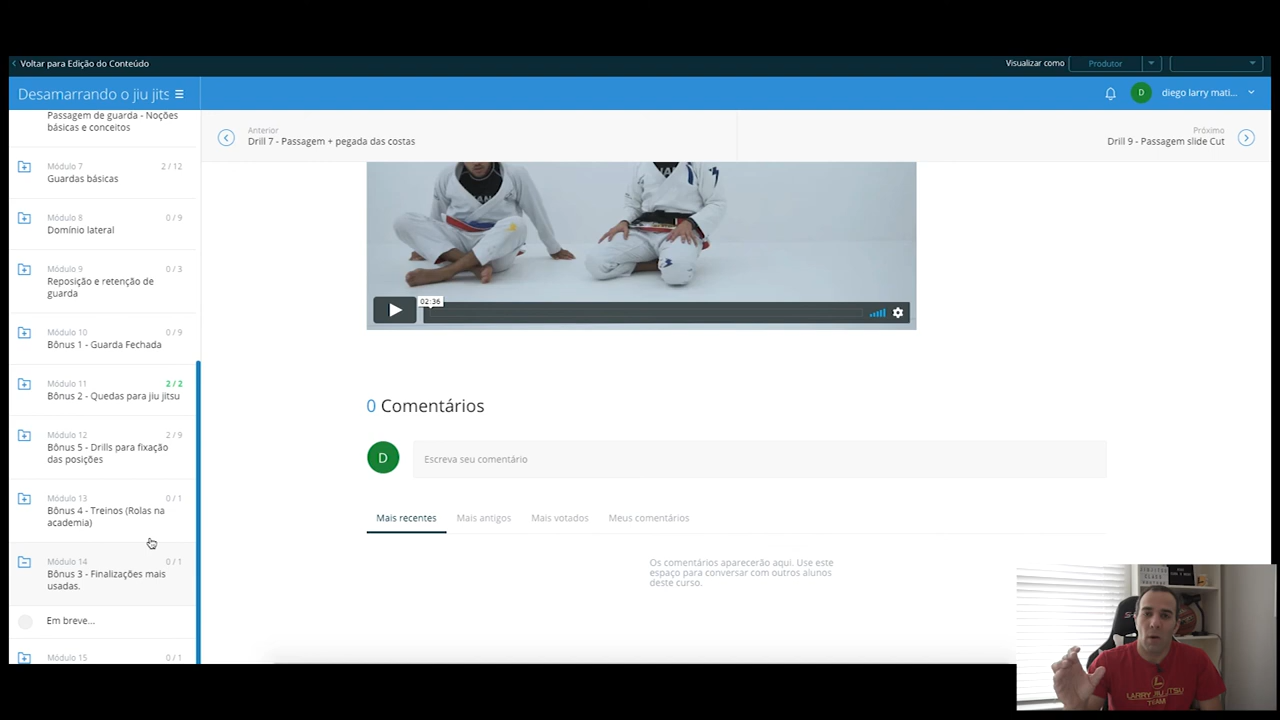 Voltar para Edição do Conteúdo
Visualizar como
Produtor
Desamarrando o jiu jits
D
diego larry mati...
Anterior
Drill 7 - Passagem + pegada das costas
Próximo
Drill 9 - Passagem slide Cut
Passagem de guarda - Noções
básicas e conceitos
Módulo 7
2 / 12
Guardas básicas
Módulo 8
0 / 9
Domínio lateral
Módulo 9
0 / 3
Reposição e retenção de
guarda
Módulo 10
0 / 9
Bônus 1 - Guarda Fechada
Módulo 11
2 / 2
Bônus 2 - Quedas para jiu jitsu
Módulo 12
2 / 9
Bônus 5 - Drills para fixação
das posições
Módulo 13
0 / 1
Bônus 4 - Treinos (Rolas na
academia)
Módulo 14
0 / 1
Bônus 3 - Finalizações mais
usadas.
Em breve...
Módulo 15
0 / 1
02:36
0 Comentários
D
Escreva seu comentário
Mais recentes
Mais antigos
Mais votados
Meus comentários
Os comentários aparecerão aqui. Use este
espaço para conversar com outros alunos
deste curso.
LARRY JIU JITSU
TEAM